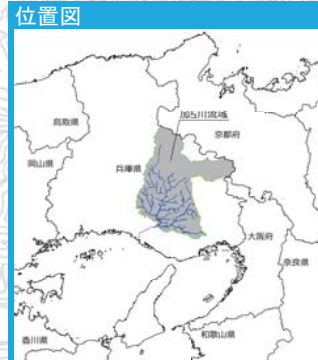 位置図
加古川流域
鳥取県
京都府
岡山県
兵庫県
大阪府
奈良県
香川県
和歌山県